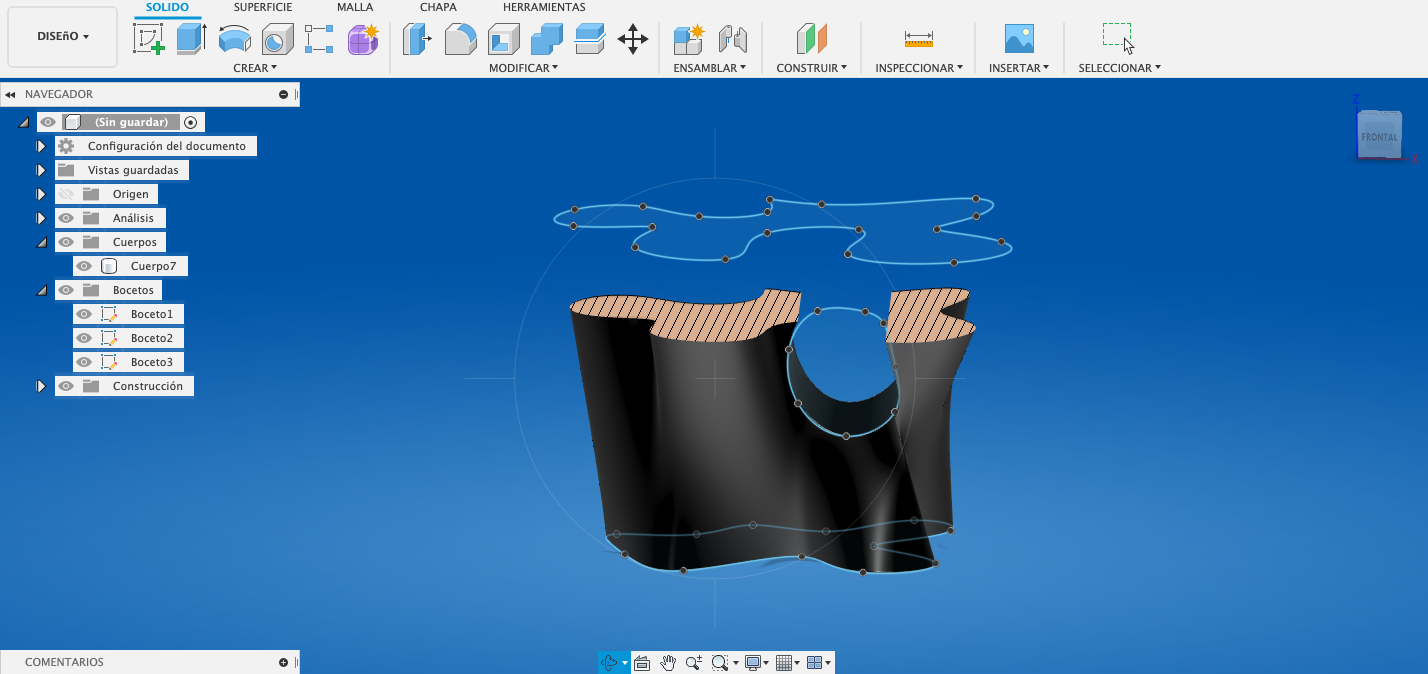 SOLIDO SUPERFICIE MALLA CHAPA HERRAMIENTAS
DISEñO
CREAR MODIFICAR ENSAMBLAR CONSTRUIR INSPECCIONAR INSERTAR SELECCIONAR
NAVEGADOR
(Sin guardar)
Configuración del documento
Vistas guardadas
Origen
Análisis
Cuerpos
Cuerpo7
Bocetos
Boceto1
Boceto2
Boceto3
Construcción
Z
FRONTAL
X
COMENTARIOS